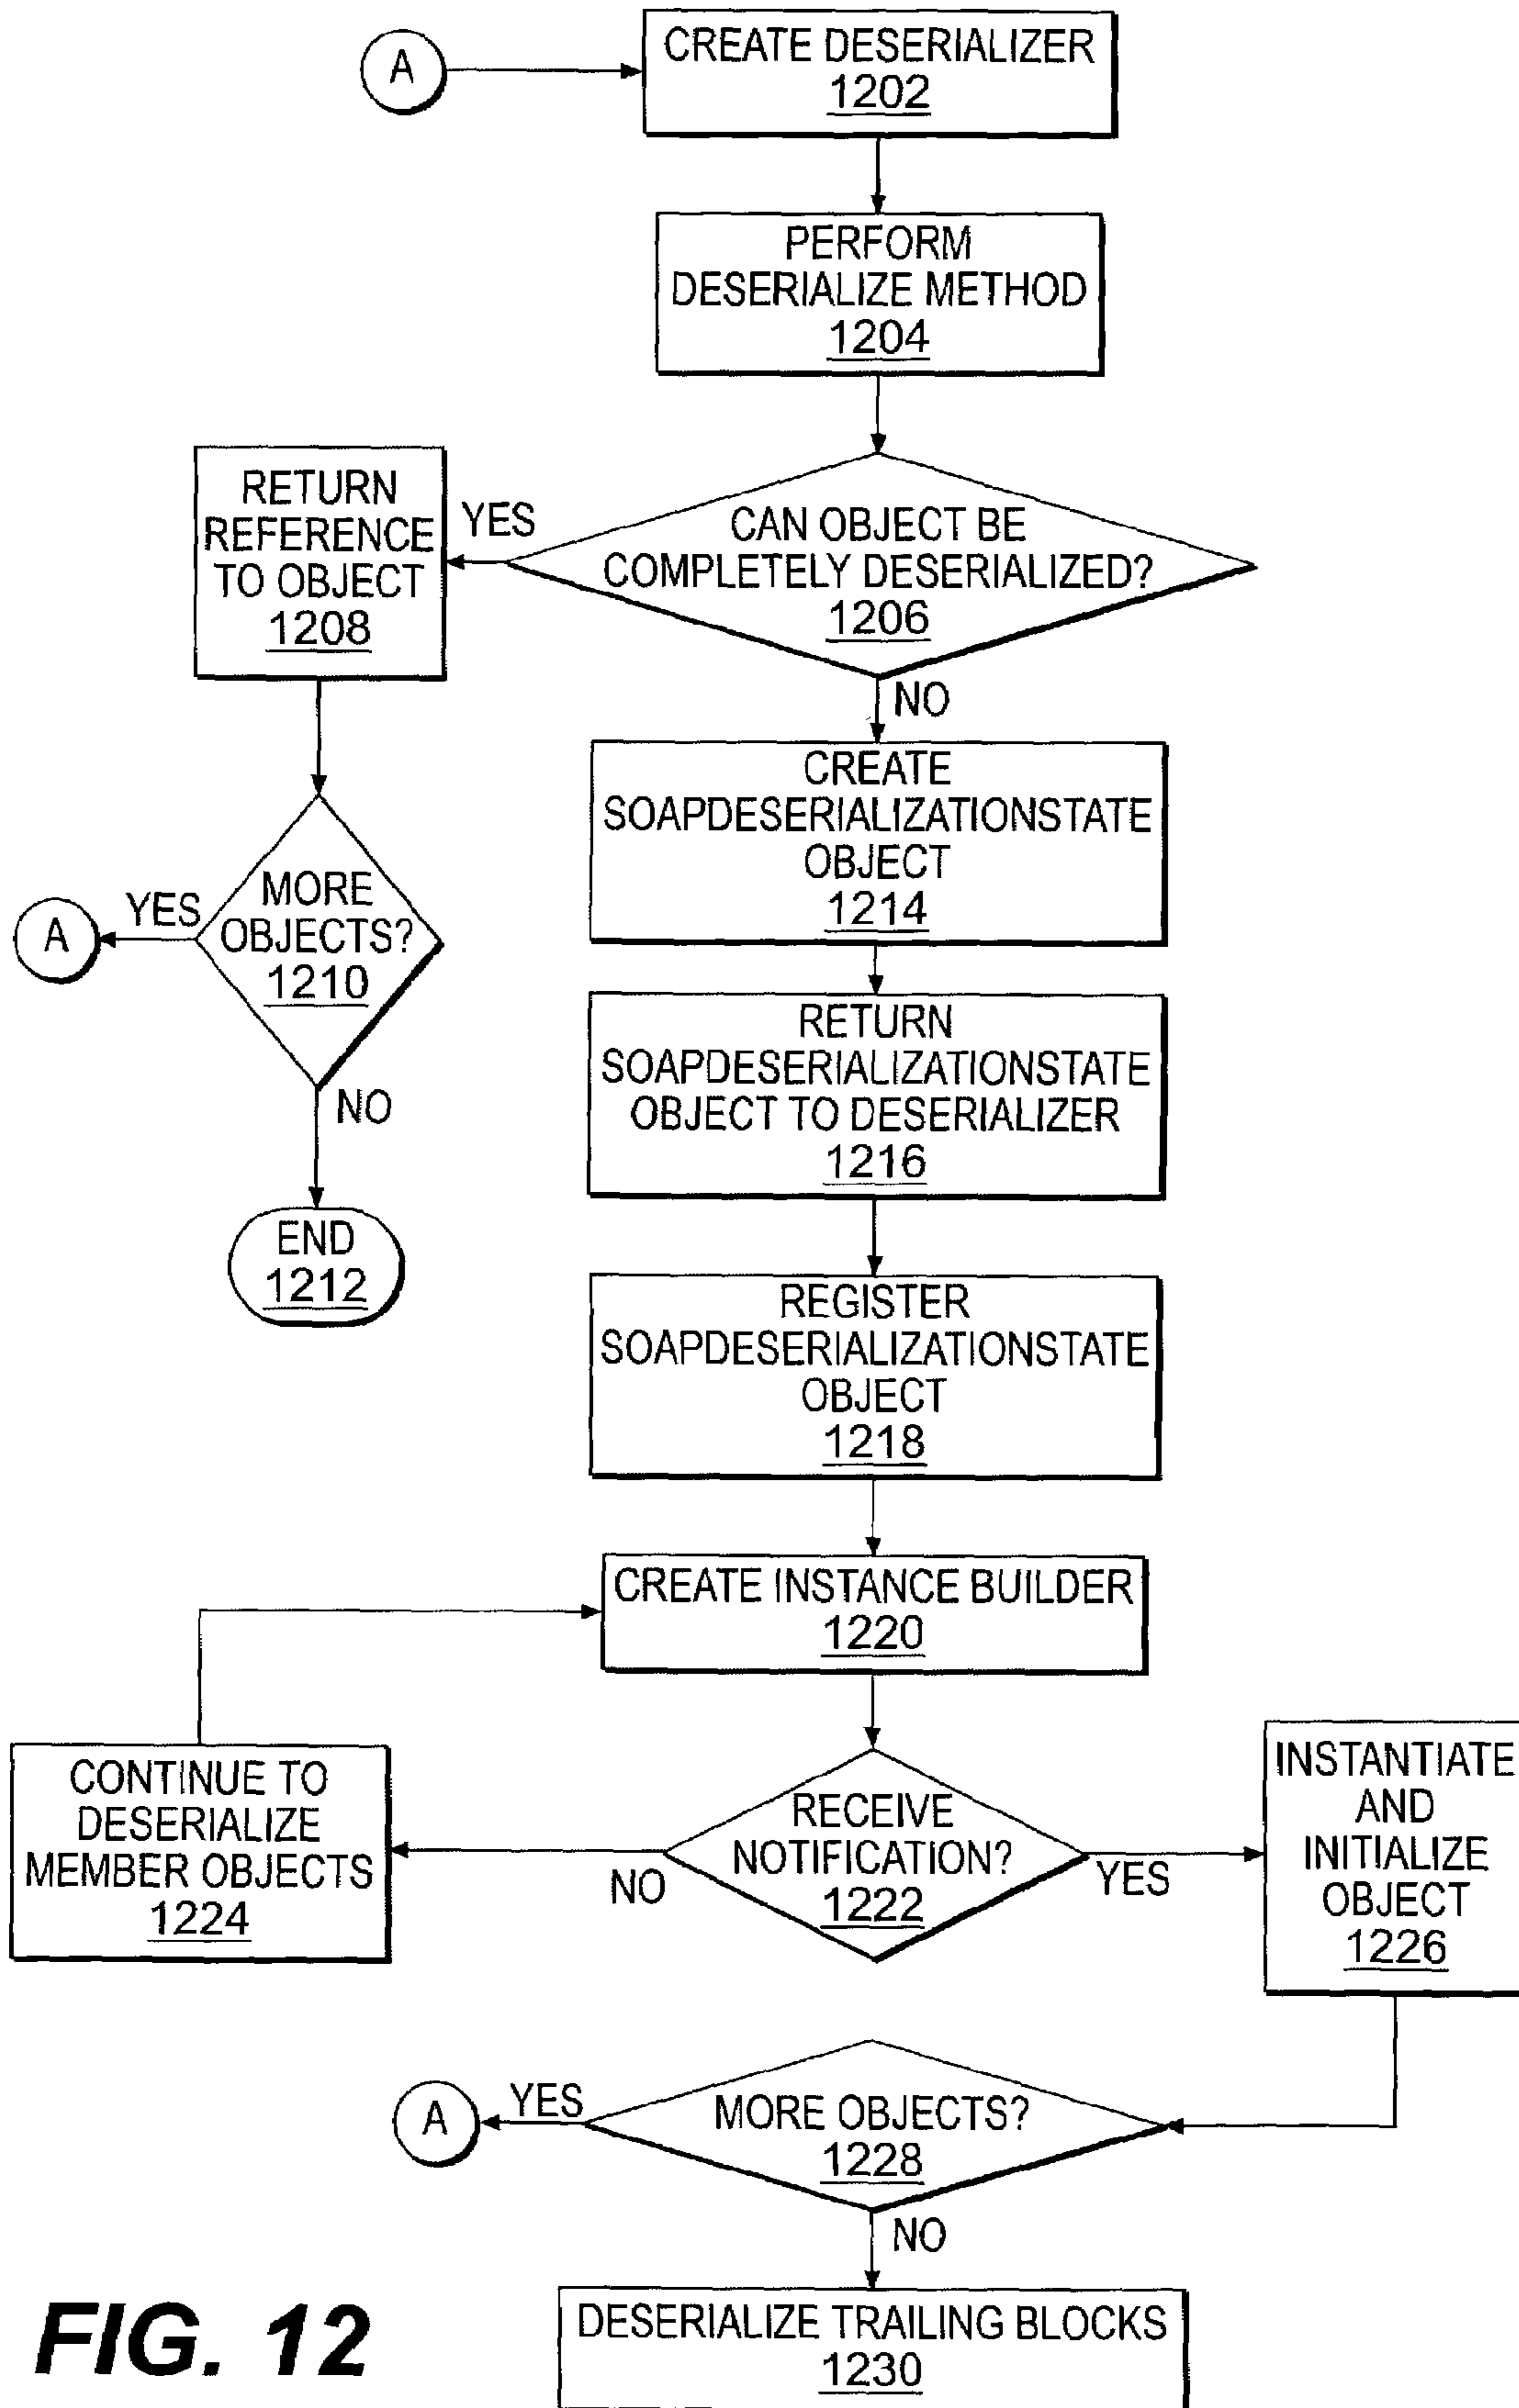 A
CREATE DESERIALIZER
1202
PERFORM
DESERIALIZE METHOD
1204
CAN OBJECT BE
COMPLETELY DESERIALIZED?
1206
YES
RETURN
REFERENCE
TO OBJECT
1208
NO
CREATE
SOAPDESERIALIZATIONSTATE
OBJECT
1214
MORE
OBJECTS?
1210
YES
A
NO
END
1212
RETURN
SOAPDESERIALIZATIONSTATE
OBJECT TO DESERIALIZER
1216
REGISTER
SOAPDESERIALIZATIONSTATE
OBJECT
1218
CREATE INSTANCE BUILDER
1220
RECEIVE
NOTIFICATION?
1222
NO
CONTINUE TO
DESERIALIZE
MEMBER OBJECTS
1224
YES
INSTANTIATE
AND
INITIALIZE
OBJECT
1226
MORE OBJECTS?
1228
YES
A
NO
DESERIALIZE TRAILING BLOCKS
1230
FIG. 12